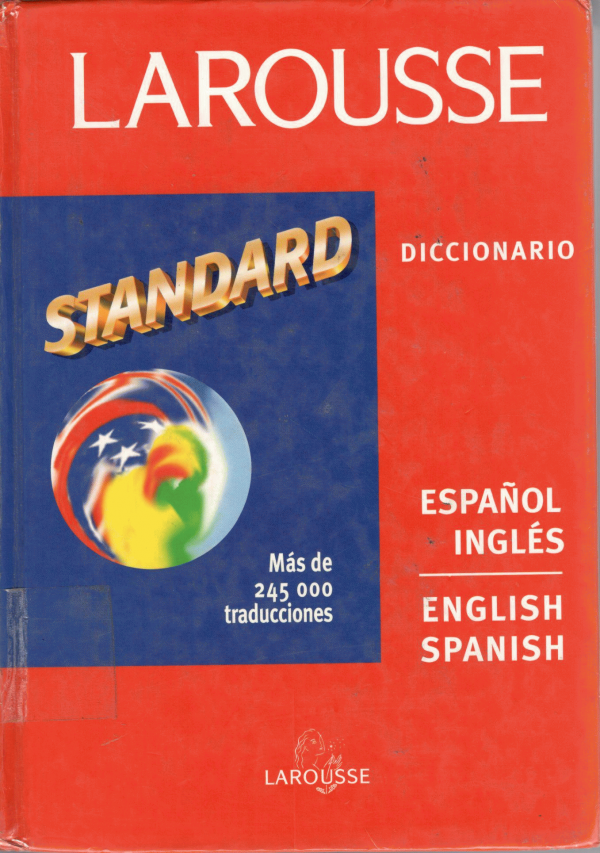 LAROUSSE
STANDARD
DICCIONARIO
Más de
245 000
traducciones
ESPAÑOL
INGLÉS
ENGLISH
SPANISH
LAROUSSE